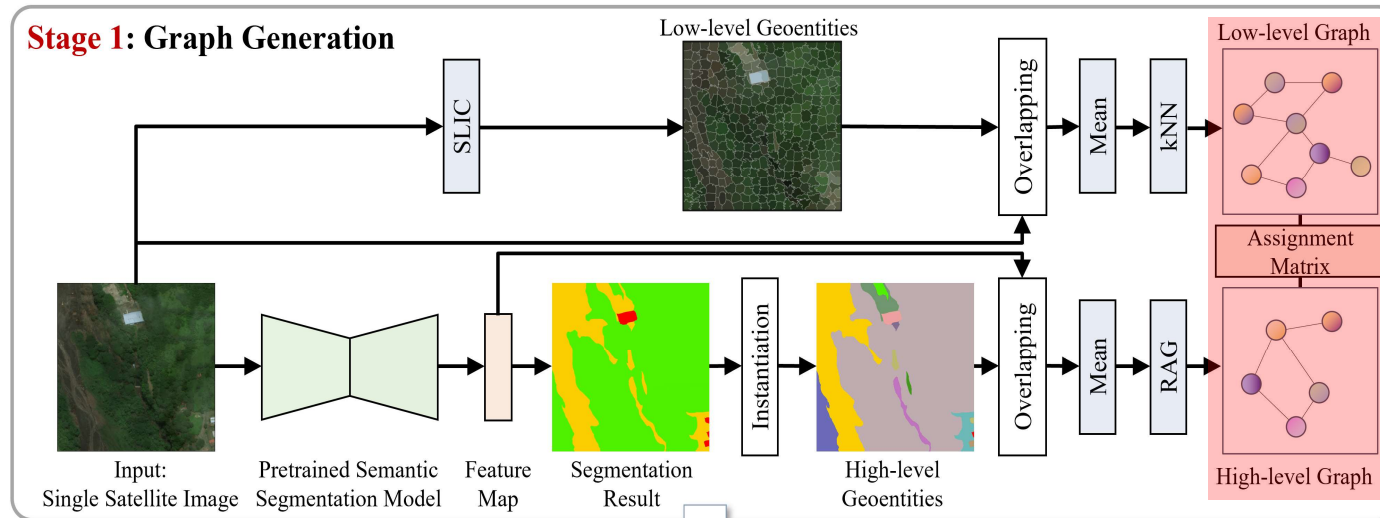 Stage 1: Graph Generation
Low-level Geoentities
Low-level Graph
SLIC
Overlapping
Mean
kNN
Assignment
Matrix
Instantiation
Overlapping
Mean
RAG
Input:
Single Satellite Image
Pretrained Semantic
Segmentation Model
Feature
Map
Segmentation
Result
High-level
Geoentities
High-level Graph